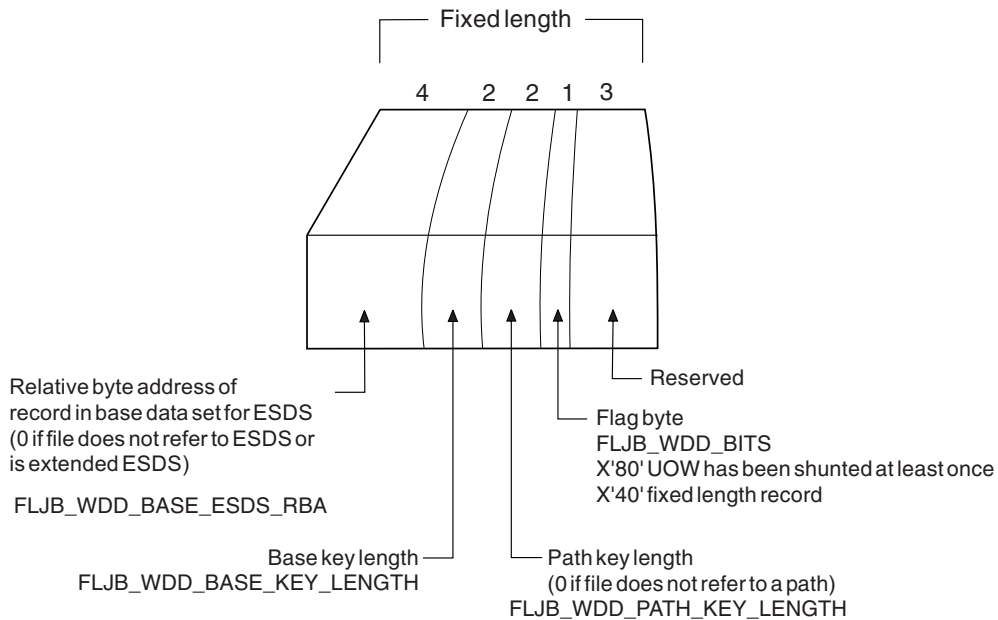 Fixed length
4 2 2 1 3
Relative byte address of
record in base data set for ESDS
(0 if file does not refer to ESDS or
is extended ESDS)
FLJB_WDD_BASE_ESDS_RBA
Reserved
Flag byte
FLJB_WDD_BITS
X'80' UOW has been shunted at least once
X'40' fixed length record
Base key length
FLJB_WDD_BASE_KEY_LENGTH
Path key length
(0 if file does not refer to a path)
FLJB_WDD_PATH_KEY_LENGTH